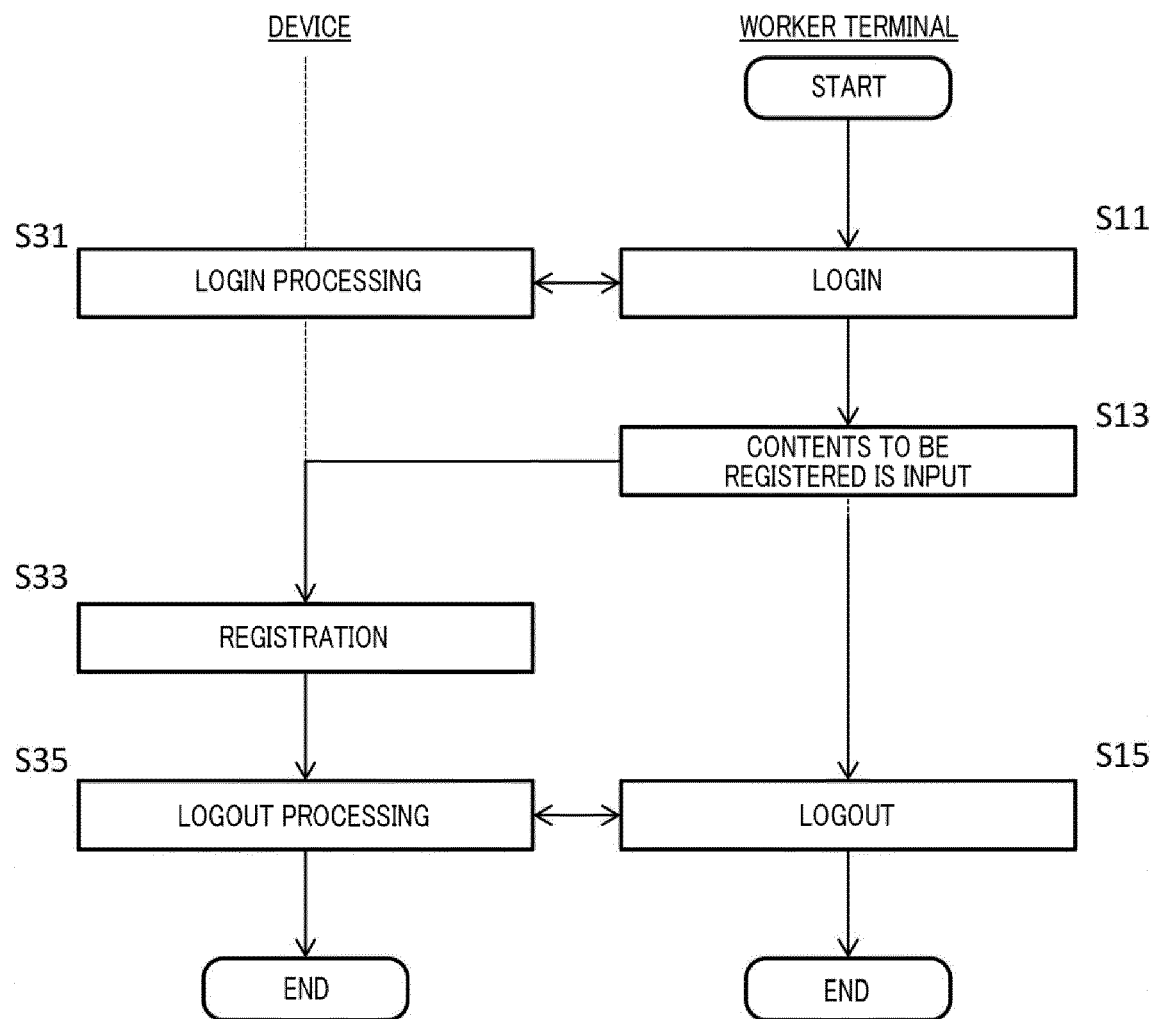 DEVICE
WORKER TERMINAL
START
S31
S11
LOGIN PROCESSING
LOGIN
S13
CONTENTS TO BE
REGISTERED IS INPUT
S33
REGISTRATION
S35
S15
LOGOUT PROCESSING
LOGOUT
END
END